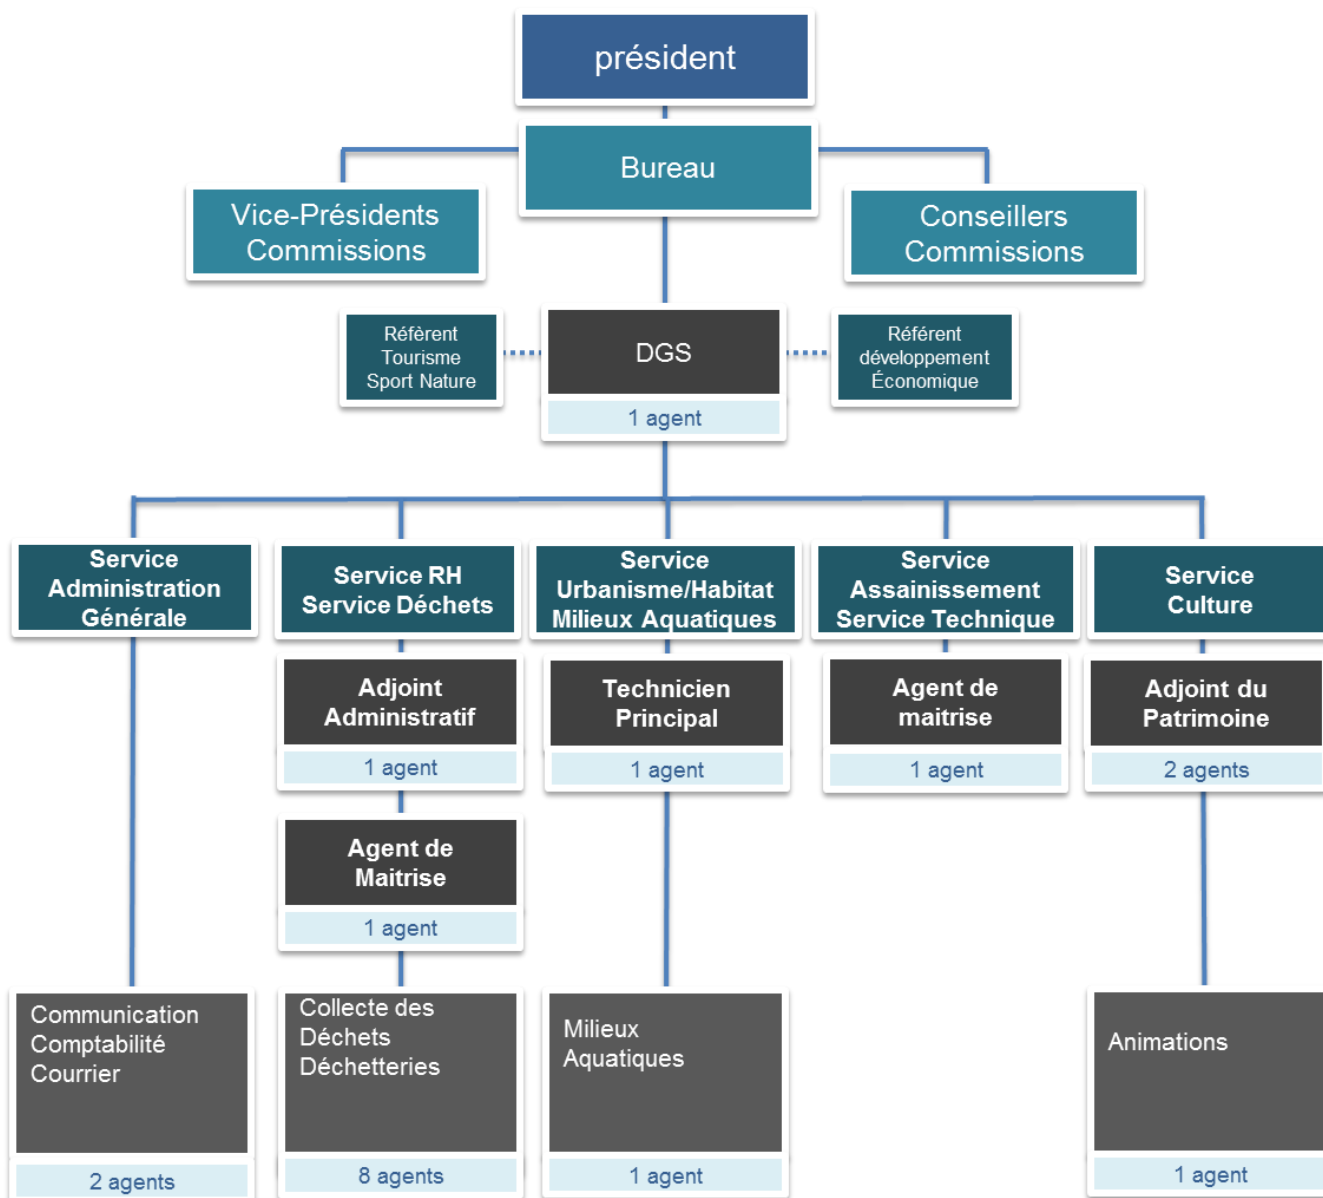 président
Bureau
Vice-Présidents
Commissions
Conseillers
Commissions
Réfèrent
Tourisme
Sport Nature
DGS
1 agent
Référent
développement
Économique
Service
Administration
Générale
Service RH
Service Déchets
Service
Urbanisme/Habitat
Milieux Aquatiques
Service
Assainissement
Service Technique
Service
Culture
Adjoint
Administratif
1 agent
Technicien
Principal
1 agent
Agent de
maitrise
1 agent
Adjoint du
Patrimoine
2 agents
Agent de
Maitrise
1 agent
Communication
Comptabilité
Courrier
2 agents
Collecte des
Déchets
Déchetteries
8 agents
Milieux
Aquatiques
1 agent
Animations
1 agent